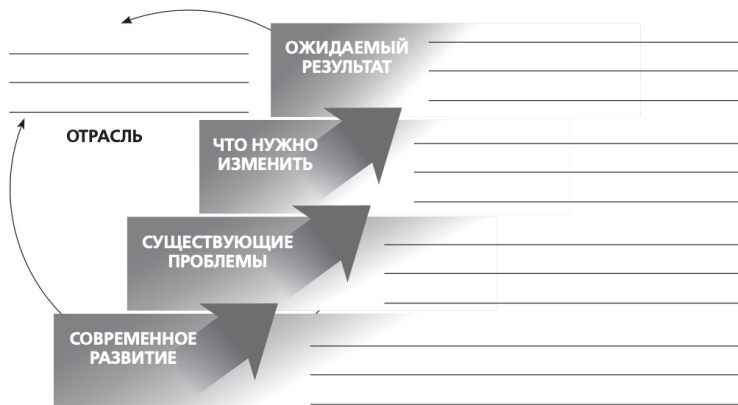 ОЖИДАЕМЫЙ
РЕЗУЛЬТАТ
ОТРАСЛЬ
ЧТО НУЖНО
ИЗМЕНИТЬ
СУЩЕСТВУЮЩИЕ
ПРОБЛЕМЫ
СОВРЕМЕННОЕ
РАЗВИТИЕ